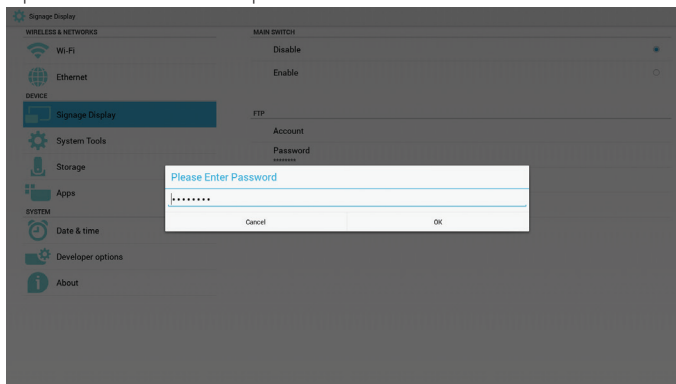 Signage Display
WIRELESS & NETWORKS
Wi-Fi
Ethernet
DEVICE
Signage Display
System Tools
Storage
Apps
SYSTEM
Date & time
Developer options
About
MAIN SWITCH
Disable
Enable
FTP
Account
Password
••••••••
Please Enter Password
••••••••
Cancel
OK